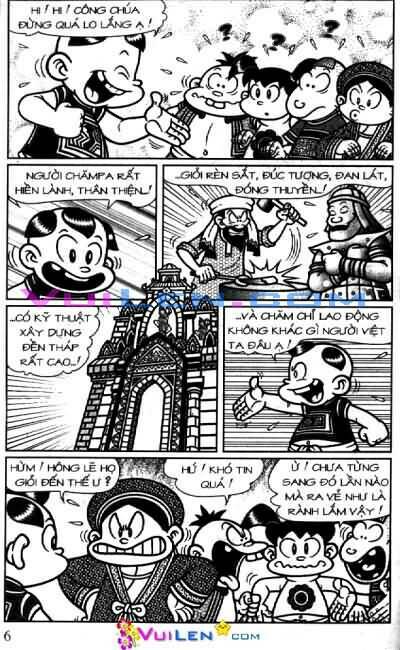 HI! HI! CÔNG CHÚA
ĐỪNG QUÁ LO LẮNG Ạ!
?
?
?
?
NGƯỜI CHĂMPA RẤT
HIỀN LÀNH, THÂN THIỆN..!
...GIỎI RÈN SẮT, ĐÚC TƯỢNG, ĐAN LÁT,
ĐÓNG THUYỀN..!
VUILEN.COM
...CÓ KỸ THUẬT
XÂY DỰNG
ĐỀN THÁP
RẤT CAO..!
...VÀ CHĂM CHỈ LAO ĐỘNG
KHÔNG KHÁC GÌ NGƯỜI VIỆT
TA ĐÂU Ạ!
HỪM! HỔNG LẼ HỌ
GIỎI ĐẾN THẾ Ư?
HỨ! KHÓ TIN
QUÁ!
Ừ! CHƯA TỪNG
SANG ĐÓ LẦN NÀO
MÀ RA VẺ NHƯ LÀ
RÀNH LẮM VẬY!
6
VUILEN.COM